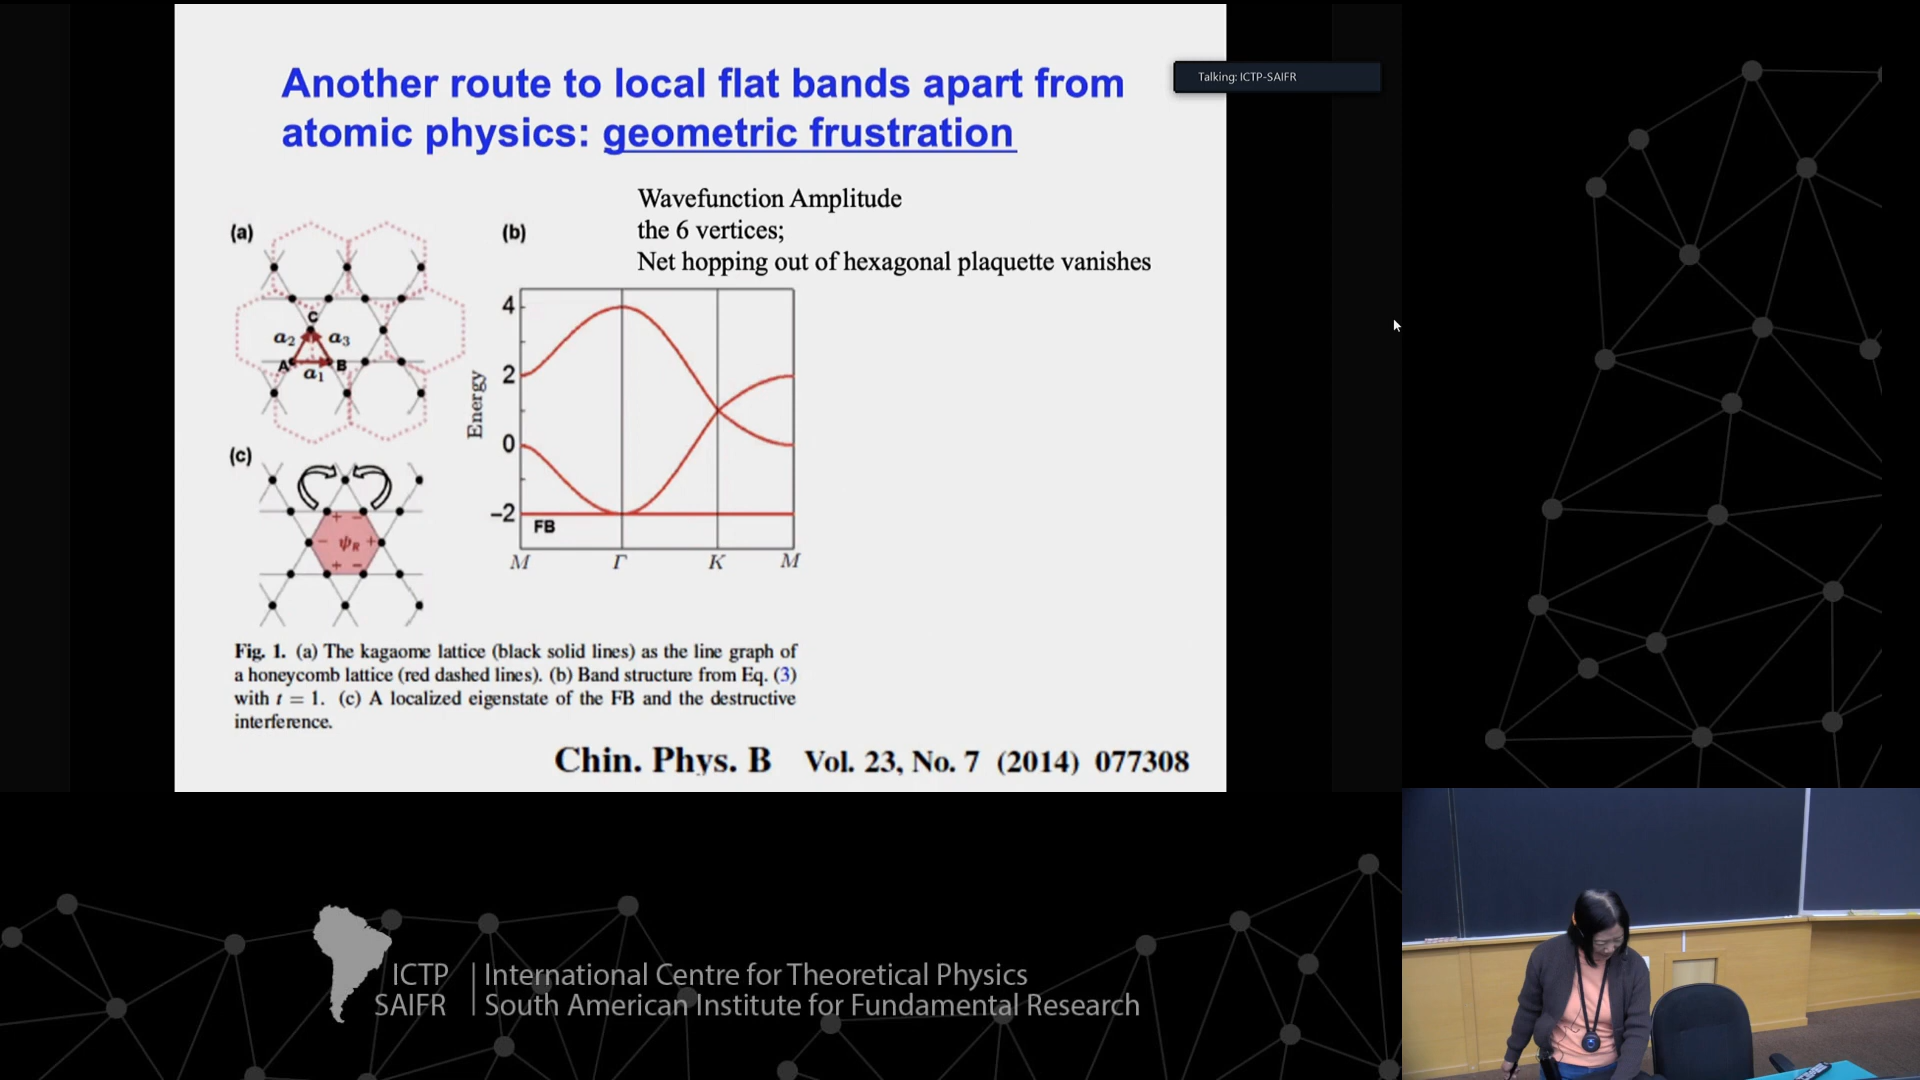 Another route to local flat bands apart from
atomic physics: geometric frustration
Talking: ICTP-SAIFR
Wavefunction Amplitude
the 6 vertices;
Net hopping out of hexagonal plaquette vanishes
(a)
C
a2 a3
A B
a1
(b)
4
2
0
−2
Energy
FB
M Γ K M
(c)
+ −
− ψR +
+ −
Fig. 1. (a) The kagaome lattice (black solid lines) as the line graph of
a honeycomb lattice (red dashed lines). (b) Band structure from Eq. (3)
with t = 1. (c) A localized eigenstate of the FB and the destructive
interference.
Chin. Phys. B Vol. 23, No. 7 (2014) 077308
ICTP | International Centre for Theoretical Physics
SAIFR | South American Institute for Fundamental Research